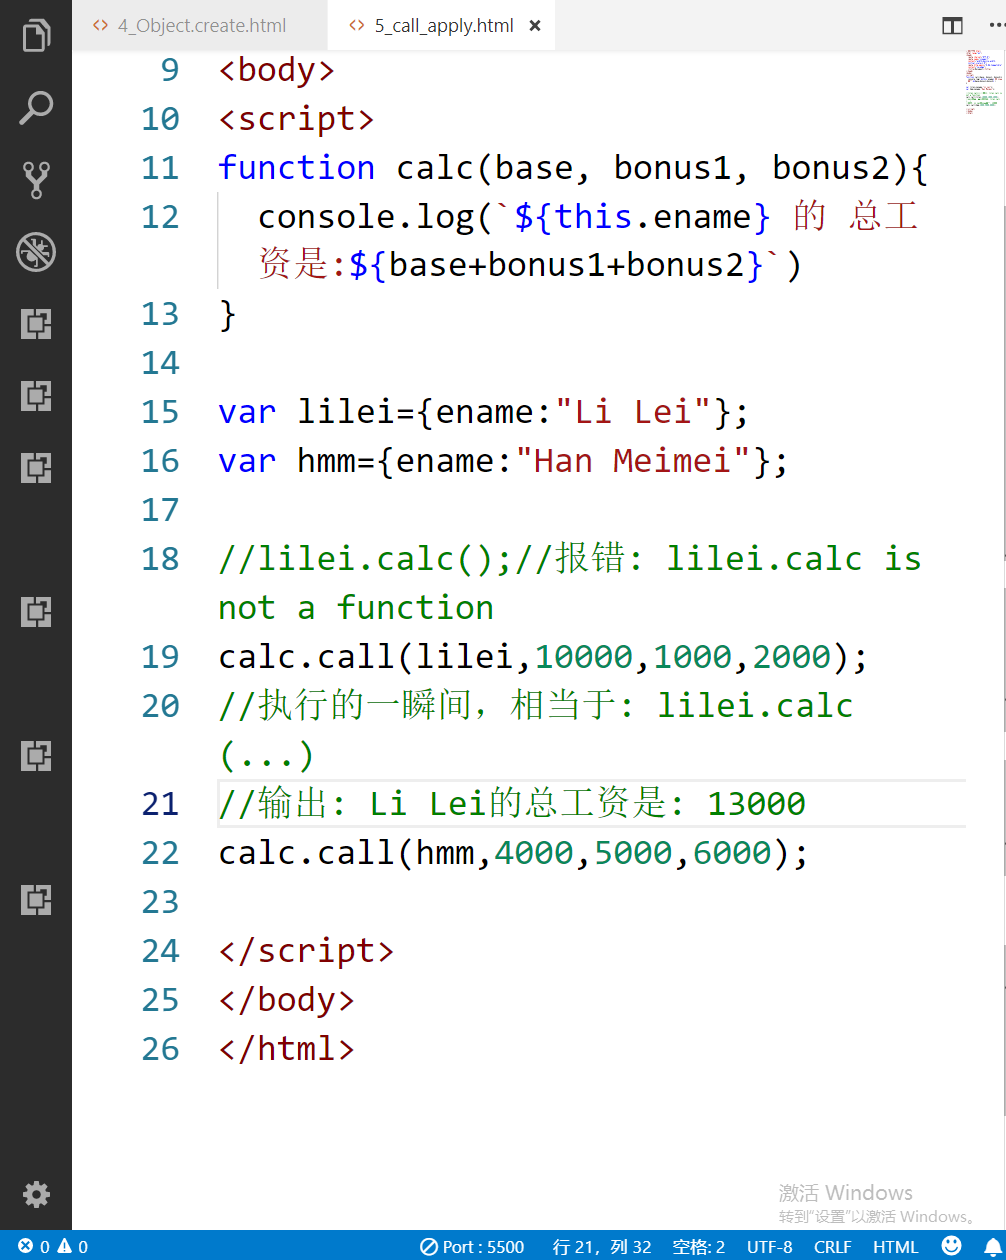 4_Object.create.html
5_call_apply.html
9 <body>
10 <script>
11 function calc(base, bonus1, bonus2){
12 console.log(`${this.ename} 的 总工
资是:${base+bonus1+bonus2}`)
13 }
14
15 var lilei={ename:"Li Lei"};
16 var hmm={ename:"Han Meimei"};
17
18 //lilei.calc();//报错: lilei.calc is
not a function
19 calc.call(lilei,10000,1000,2000);
20 //执行的一瞬间，相当于: lilei.calc
(...)
21 //输出: Li Lei的总工资是: 13000
22 calc.call(hmm,4000,5000,6000);
23
24 </script>
25 </body>
26 </html>
激活 Windows
转到"设置"以激活 Windows。
0 0 Port : 5500 行 21，列 32 空格: 2 UTF-8 CRLF HTML